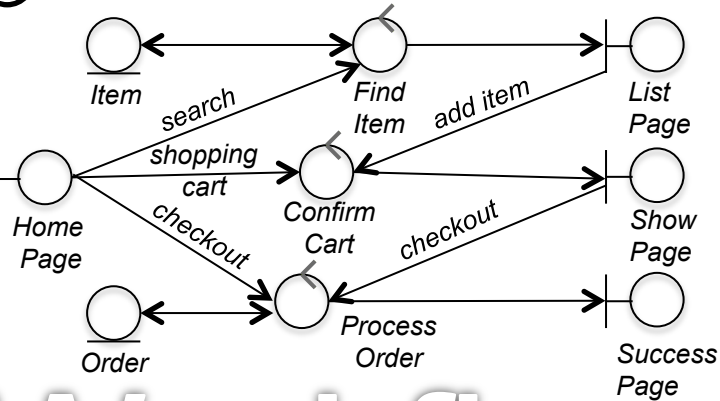 Item
search
Find
Item
add item
List
Page
shopping
cart
Home
Page
checkout
Confirm
Cart
checkout
Show
Page
Order
Process
Order
Success
Page